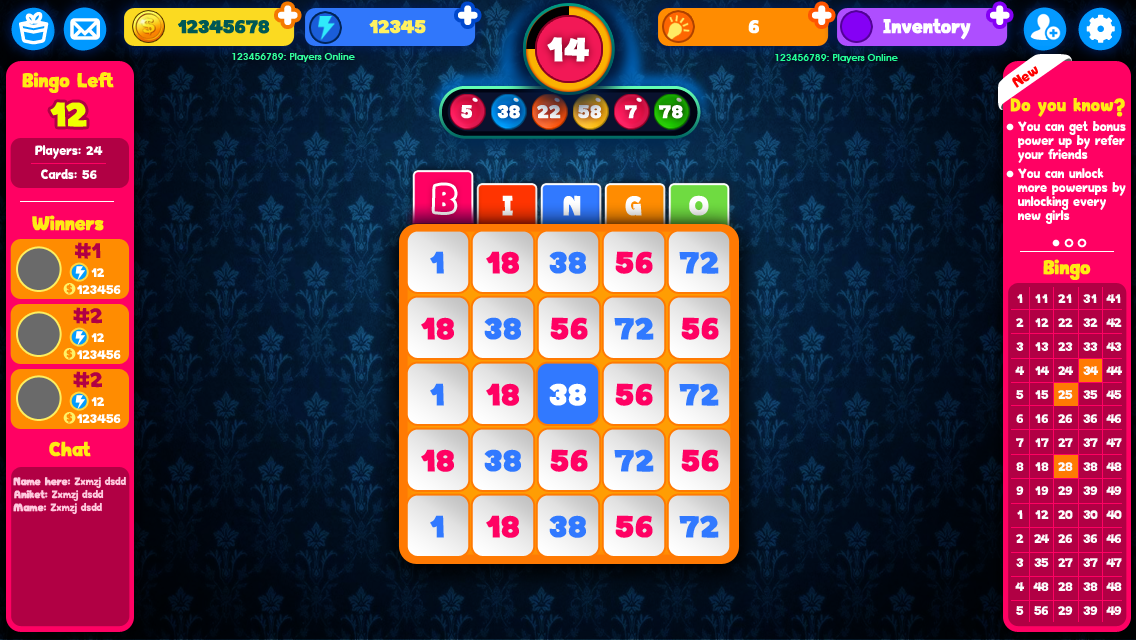 12345678
12345
14
6
Inventory
123456789: Players Online
123456789: Players Online
5 38 22 58 7 78
Bingo Left
12
Players: 24
Cards: 56
Winners
#1
12
123456
#2
12
123456
#2
12
123456
Chat
Name here: Zxmzj dsdd
Aniket: Zxmzj dsdd
Mame: Zxmzj dsdd
B I N G O
1 18 38 56 72
18 38 56 72 56
1 18 38 56 72
18 38 56 72 56
1 18 38 56 72
New
Do you know?
You can get bonus
power up by refer
your friends
You can unlock
more powerups by
unlocking every
new girls
Bingo
1 11 21 31 41
2 12 22 32 42
3 13 23 33 43
4 14 24 34 44
5 15 25 35 45
6 16 26 36 46
7 17 27 37 47
8 18 28 38 48
9 19 29 39 49
1 12 20 30 40
2 24 26 36 46
3 35 27 37 47
4 48 28 38 48
5 56 29 39 49